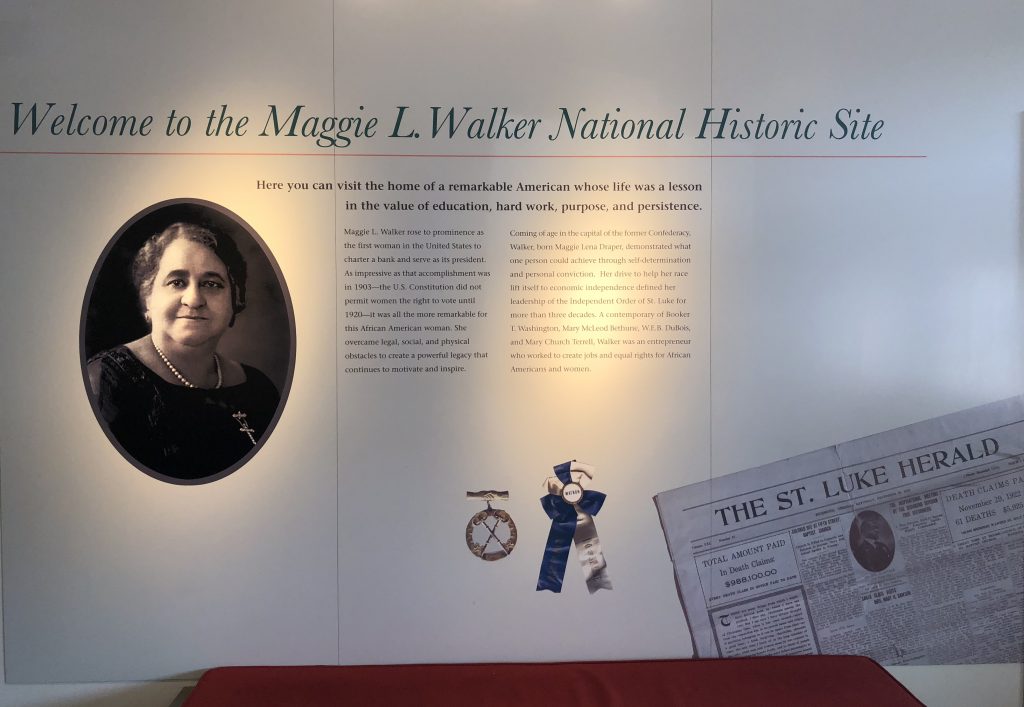 Welcome to the Maggie L. Walker National Historic Site
Here you can visit the home of a remarkable American whose life was a lesson
in the value of education, hard work, purpose, and persistence.
Maggie L. Walker rose to prominence as
the first woman in the United States to
charter a bank and serve as its president.
As impressive as that accomplishment was
in 1903—the U.S. Constitution did not
permit women the right to vote until
1920—it was all the more remarkable for
this African American woman. She
overcame legal, social, and physical
obstacles to create a powerful legacy that
continues to motivate and inspire.
Coming of age in the capital of the former Confederacy,
Walker, born Maggie Lena Draper, demonstrated what
one person could achieve through self-determination
and personal conviction. Her drive to help her race
lift itself to economic independence defined her
leadership of the Independent Order of St. Luke for
more than three decades. A contemporary of Booker
T. Washington, Mary McLeod Bethune, W.E.B. DuBois,
and Mary Church Terrell, Walker was an entrepreneur
who worked to create jobs and equal rights for African
Americans and women.
WALKER
THE ST. LUKE HERALD
TOTAL AMOUNT PAID
In Death Claims
$988,100.00
DEATH CLAIMS
November 29, 1922
61 DEATHS